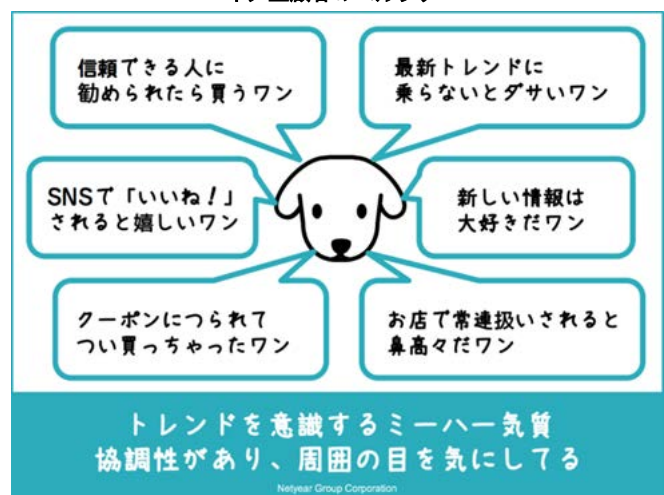 信頼できる人に
勧められたら買うワン
最新トレンドに
乗らないとダサいワン
SNSで「いいね！」
されると嬉しいワン
新しい情報は
大好きだワン
クーポンにつられて
つい買っちゃったワン
お店で常連扱いされると
鼻高々だワン
トレンドを意識するミーハー気質
協調性があり、周囲の目を気にしてる
Netyear Group Corporation